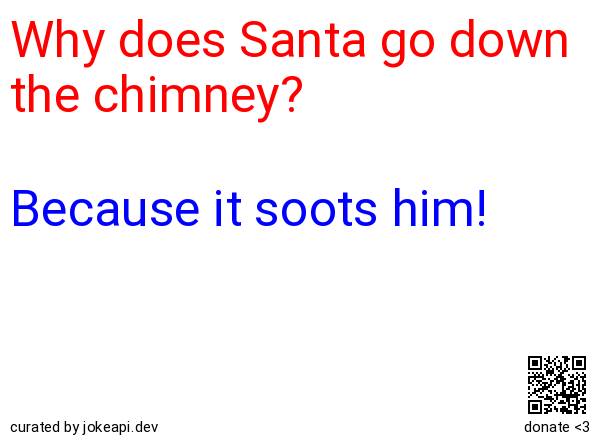 Why does Santa go down
the chimney?
Because it soots him!
curated by jokeapi.dev
donate <3